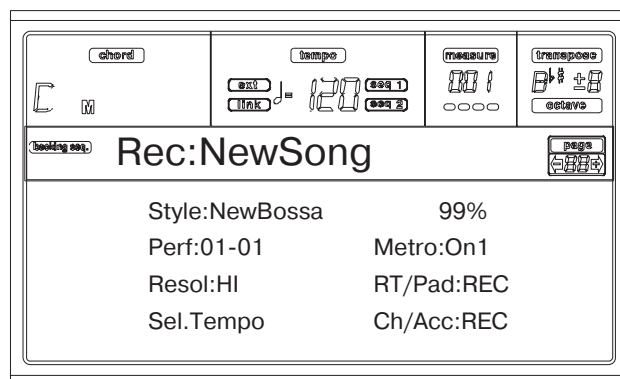 chord tempo measure transpose
C M ext link ♩= 120 seq 1 seq 2 001 B♭♯ ±8
octave
backing seq. Rec:NewSong page
88
Style:NewBossa 99%
Perf:01-01 Metro:On1
Resol:HI RT/Pad:REC
Sel.Tempo Ch/Acc:REC